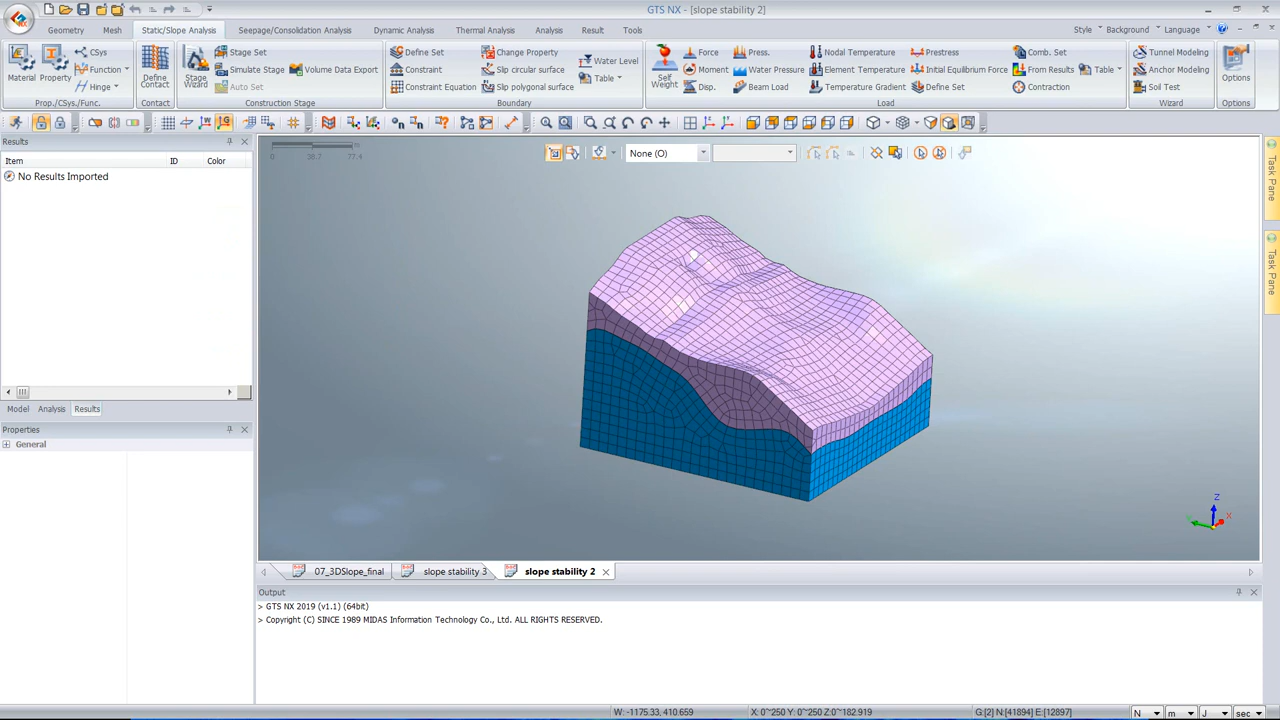 GTS NX - [slope stability 2]
Geometry Mesh Static/Slope Analysis Seepage/Consolidation Analysis Dynamic Analysis Thermal Analysis Analysis Result Tools Style Background Language
CSys Stage Set Define Set Change Property Water Level Force Press. Nodal Temperature Prestress Comb. Set Tunnel Modeling
Material Property Function Define Contact Stage Wizard Simulate Stage Volume Data Export Constraint Slip circular surface Table Self Weight Moment Water Pressure Element Temperature Initial Equilibrium Force From Results Table Anchor Modeling Options
Hinge Auto Set Constraint Equation Slip polygonal surface Disp. Beam Load Temperature Gradient Define Set Contraction Soil Test
Prop./CSys./Func. Contact Construction Stage Boundary Load Wizard Options
Results
Item ID Color
No Results Imported
0 38.7 77.4 m
None (O)
Task Pane
Task Pane
Model Analysis Results
Properties
General
Z
X
Y
07_3DSlope_final slope stability 3 slope stability 2
Output
> GTS NX 2019 (v1.1) (64bit)
> Copyright (C) SINCE 1989 MIDAS Information Technology Co., Ltd. ALL RIGHTS RESERVED.
W: -1175.33, 410.659 X: 0~250 Y: 0~250 Z:0~182.919 G:[2] N:[41894] E:[12897] N m J sec